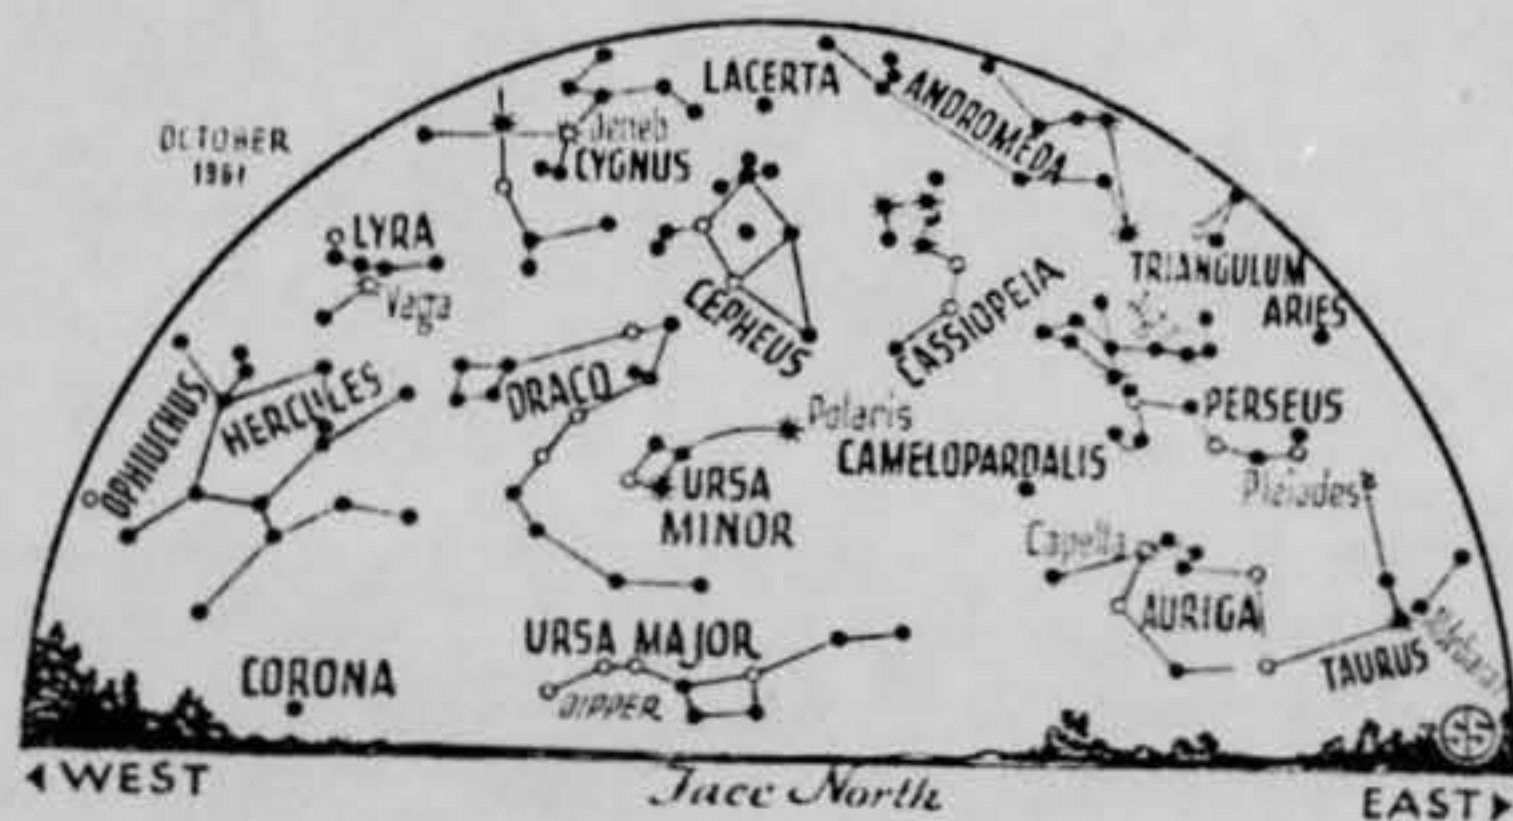 OCTOBER
1961
LACERTA
ANDROMEDA
Deneb
CYGNUS
LYRA
Vega
CEPHEUS
CASSIOPEIA
TRIANGULUM
ARIES
OPHIUCHUS
HERCULES
DRACO
Polaris
PERSEUS
CAMELOPARDALIS
Pleiades
URSA
MINOR
Capella
AURIGA
URSA MAJOR
DIPPER
CORONA
TAURUS
SS
WEST
Face North
EAST